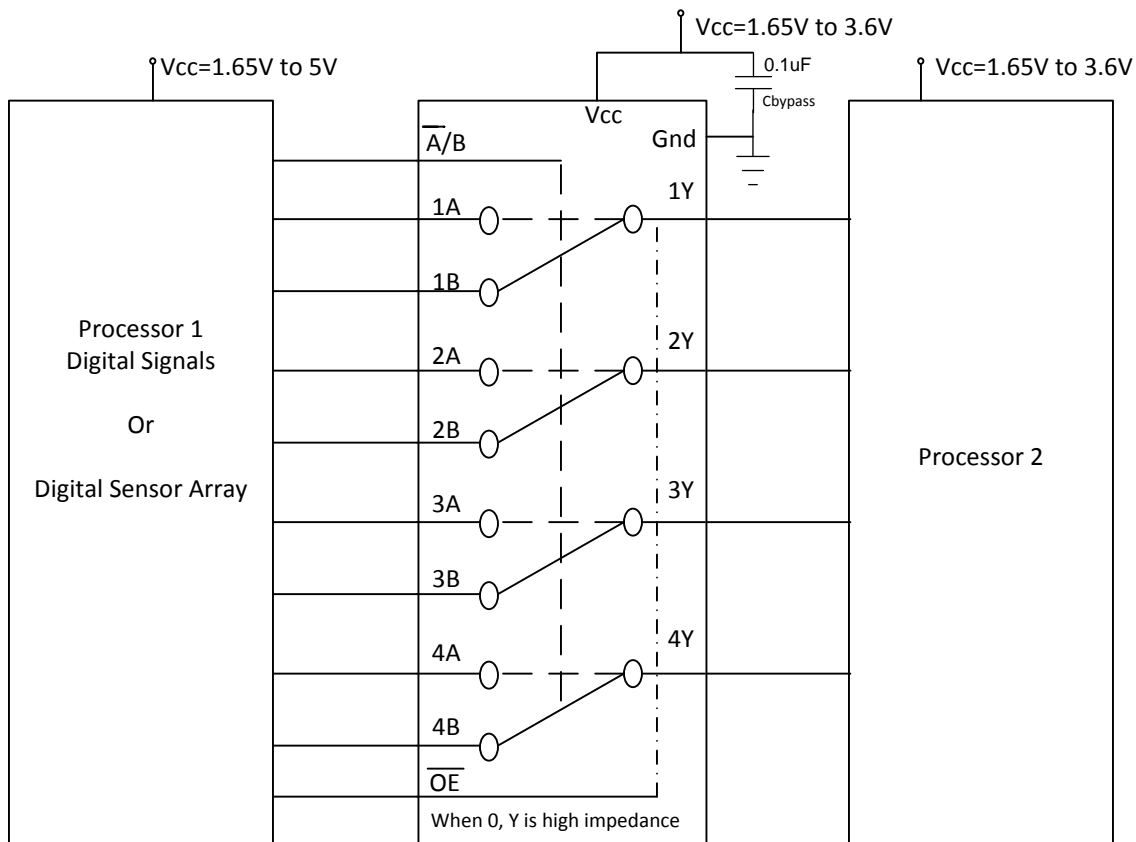 Vcc=1.65V to 3.6V
Vcc=1.65V to 5V
0.1uF
Cbypass
Vcc=1.65V to 3.6V
Vcc
Gnd
A̅/B
1A
1Y
1B
Processor 1
Digital Signals
Or
Digital Sensor Array
2A
2Y
2B
Processor 2
3A
3Y
3B
4A
4Y
4B
O̅E̅
When 0, Y is high impedance